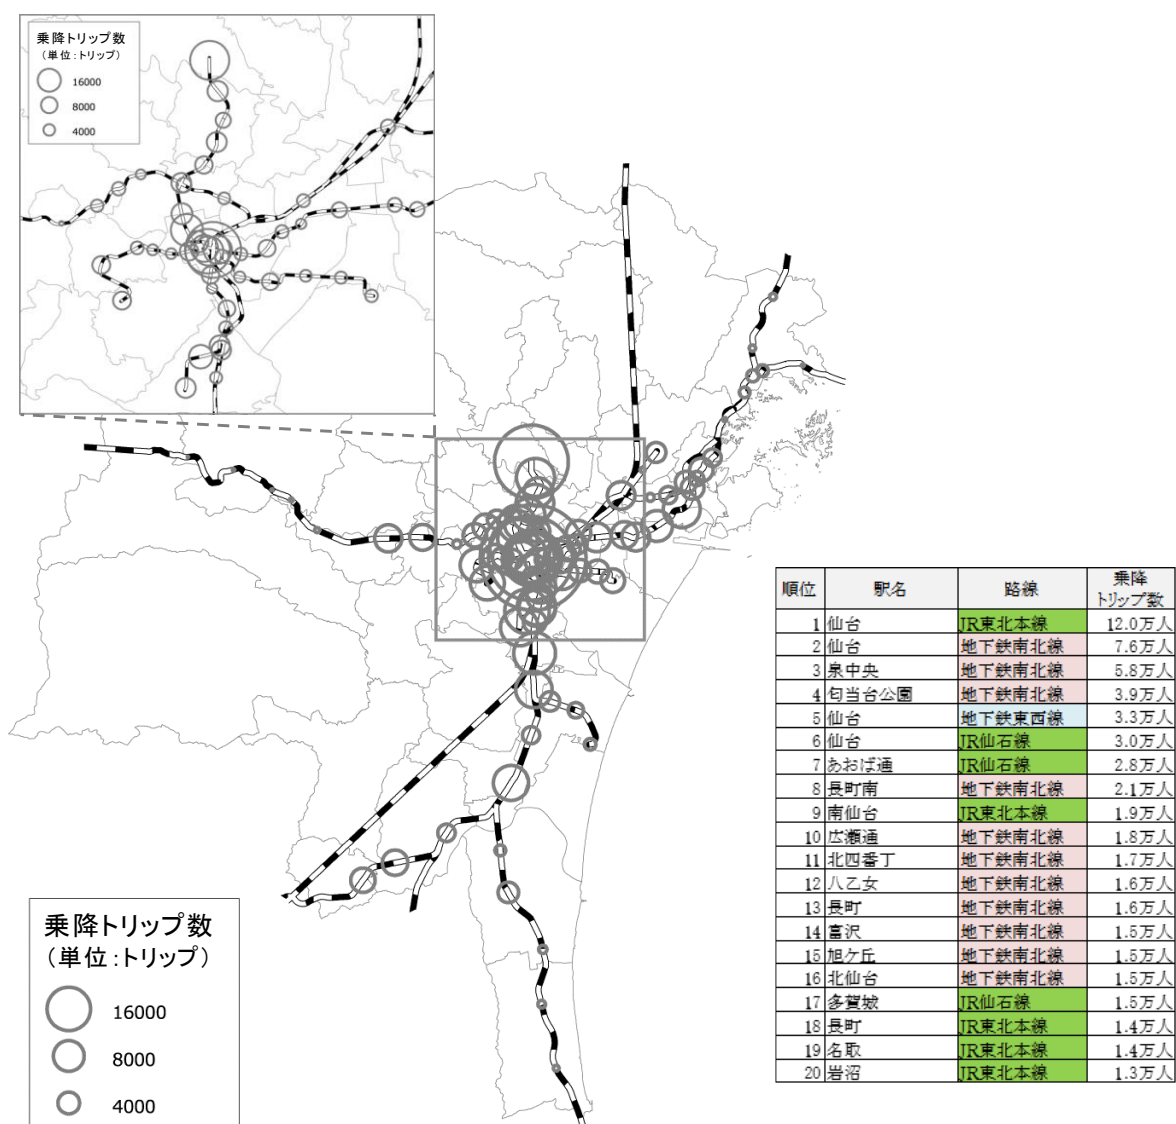 乗降トリップ数
（単位：トリップ）
16000
8000
4000
乗降トリップ数
（単位：トリップ）
16000
8000
4000
順位 駅名 路線 乗降
トリップ数
1 仙台 JR東北本線 12.0万人
2 仙台 地下鉄南北線 7.6万人
3 泉中央 地下鉄南北線 5.8万人
4 匂当台公園 地下鉄南北線 3.9万人
5 仙台 地下鉄東西線 3.3万人
6 仙台 JR仙石線 3.0万人
7 あおば通 JR仙石線 2.8万人
8 長町南 地下鉄南北線 2.1万人
9 南仙台 JR東北本線 1.9万人
10 広瀬通 地下鉄南北線 1.8万人
11 北四番丁 地下鉄南北線 1.7万人
12 八乙女 地下鉄南北線 1.6万人
13 長町 地下鉄南北線 1.6万人
14 富沢 地下鉄南北線 1.5万人
15 旭ケ丘 地下鉄南北線 1.5万人
16 北仙台 地下鉄南北線 1.5万人
17 多賀城 JR仙石線 1.5万人
18 長町 JR東北本線 1.4万人
19 名取 JR東北本線 1.4万人
20 岩沼 JR東北本線 1.3万人